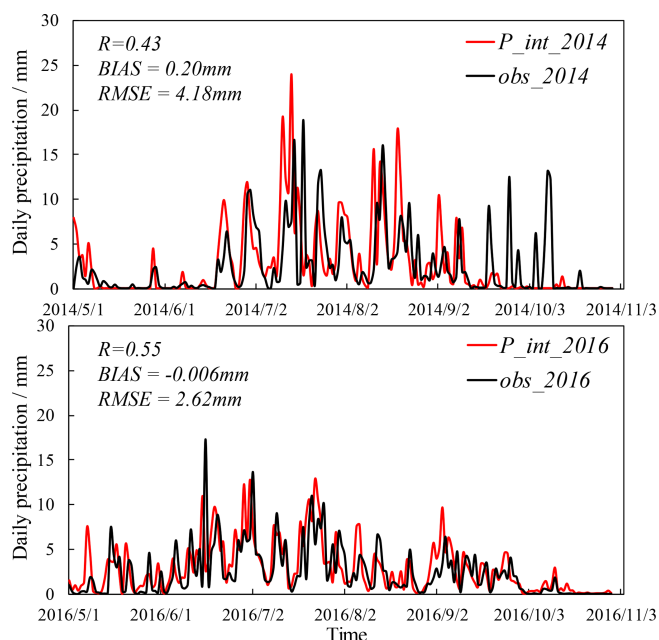 30
25
20
15
10
5
0
Daily precipitation / mm
R=0.43
BIAS = 0.20mm
RMSE = 4.18mm
P_int_2014
obs_2014
2014/5/1 2014/6/1 2014/7/2 2014/8/2 2014/9/2 2014/10/3 2014/11/3
30
25
20
15
10
5
0
Daily precipitation / mm
R=0.55
BIAS = -0.006mm
RMSE = 2.62mm
P_int_2016
obs_2016
2016/5/1 2016/6/1 2016/7/2 2016/8/2 2016/9/2 2016/10/3 2016/11/3
Time